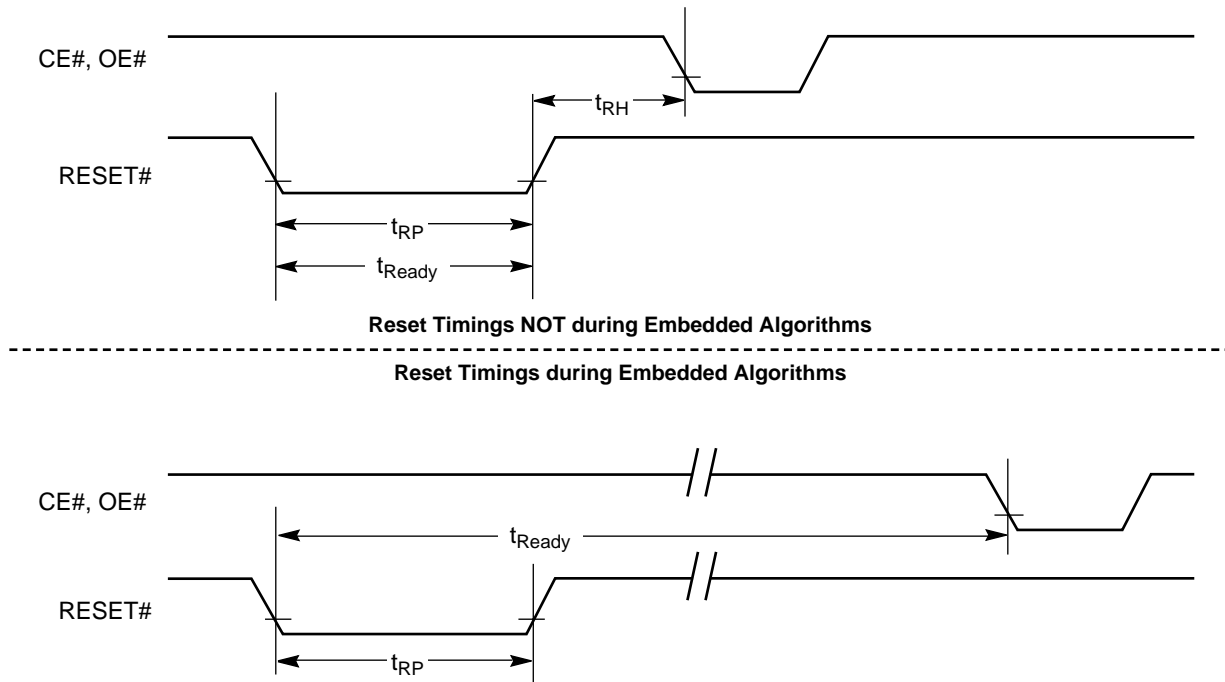 CE#, OE#
tRH
RESET#
tRP
tReady
Reset Timings NOT during Embedded Algorithms
Reset Timings during Embedded Algorithms
CE#, OE#
tReady
RESET#
tRP